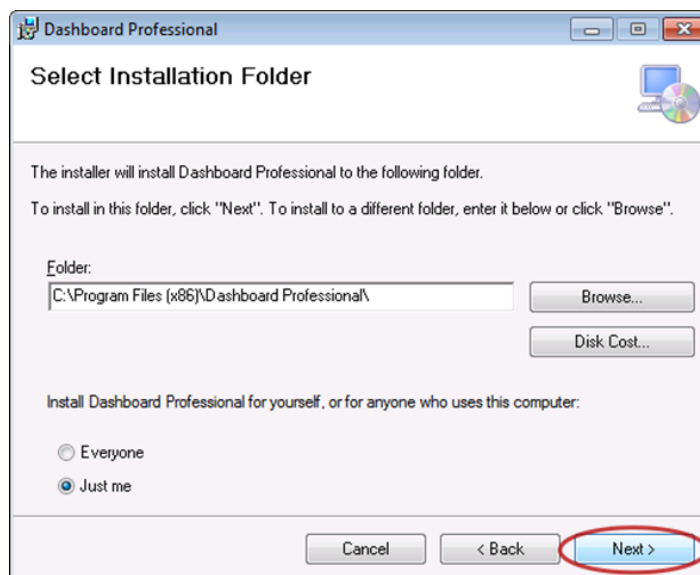 Dashboard Professional
Select Installation Folder
The installer will install Dashboard Professional to the following folder.
To install in this folder, click "Next". To install to a different folder, enter it below or click "Browse".
Folder:
C:\Program Files (x86)\Dashboard Professional\
Browse...
Disk Cost...
Install Dashboard Professional for yourself, or for anyone who uses this computer:
Everyone
Just me
Cancel
< Back
Next >